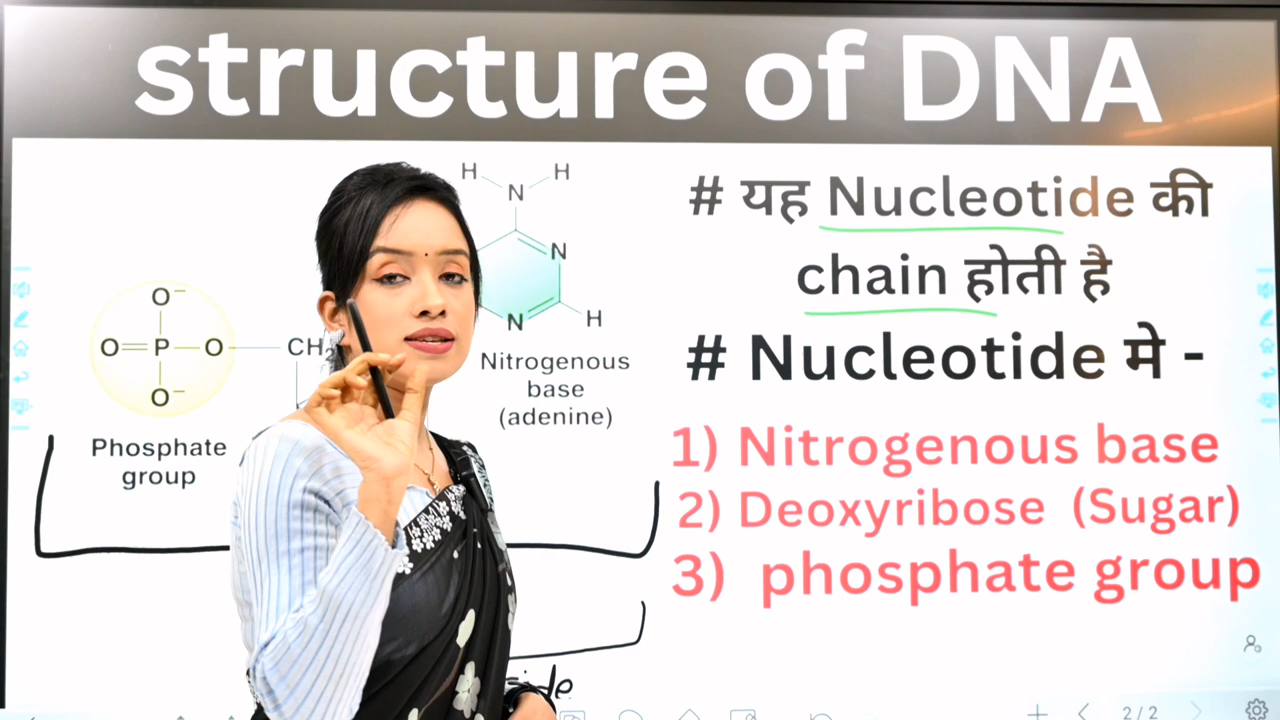 structure of DNA
# यह Nucleotide की
chain होती है
# Nucleotide मे -
1) Nitrogenous base
2) Deoxyribose (Sugar)
3) phosphate group
H H
N
N
N H
O⁻
O P O CH₂
O⁻
Nitrogenous
base
(adenine)
Phosphate
group
2/2